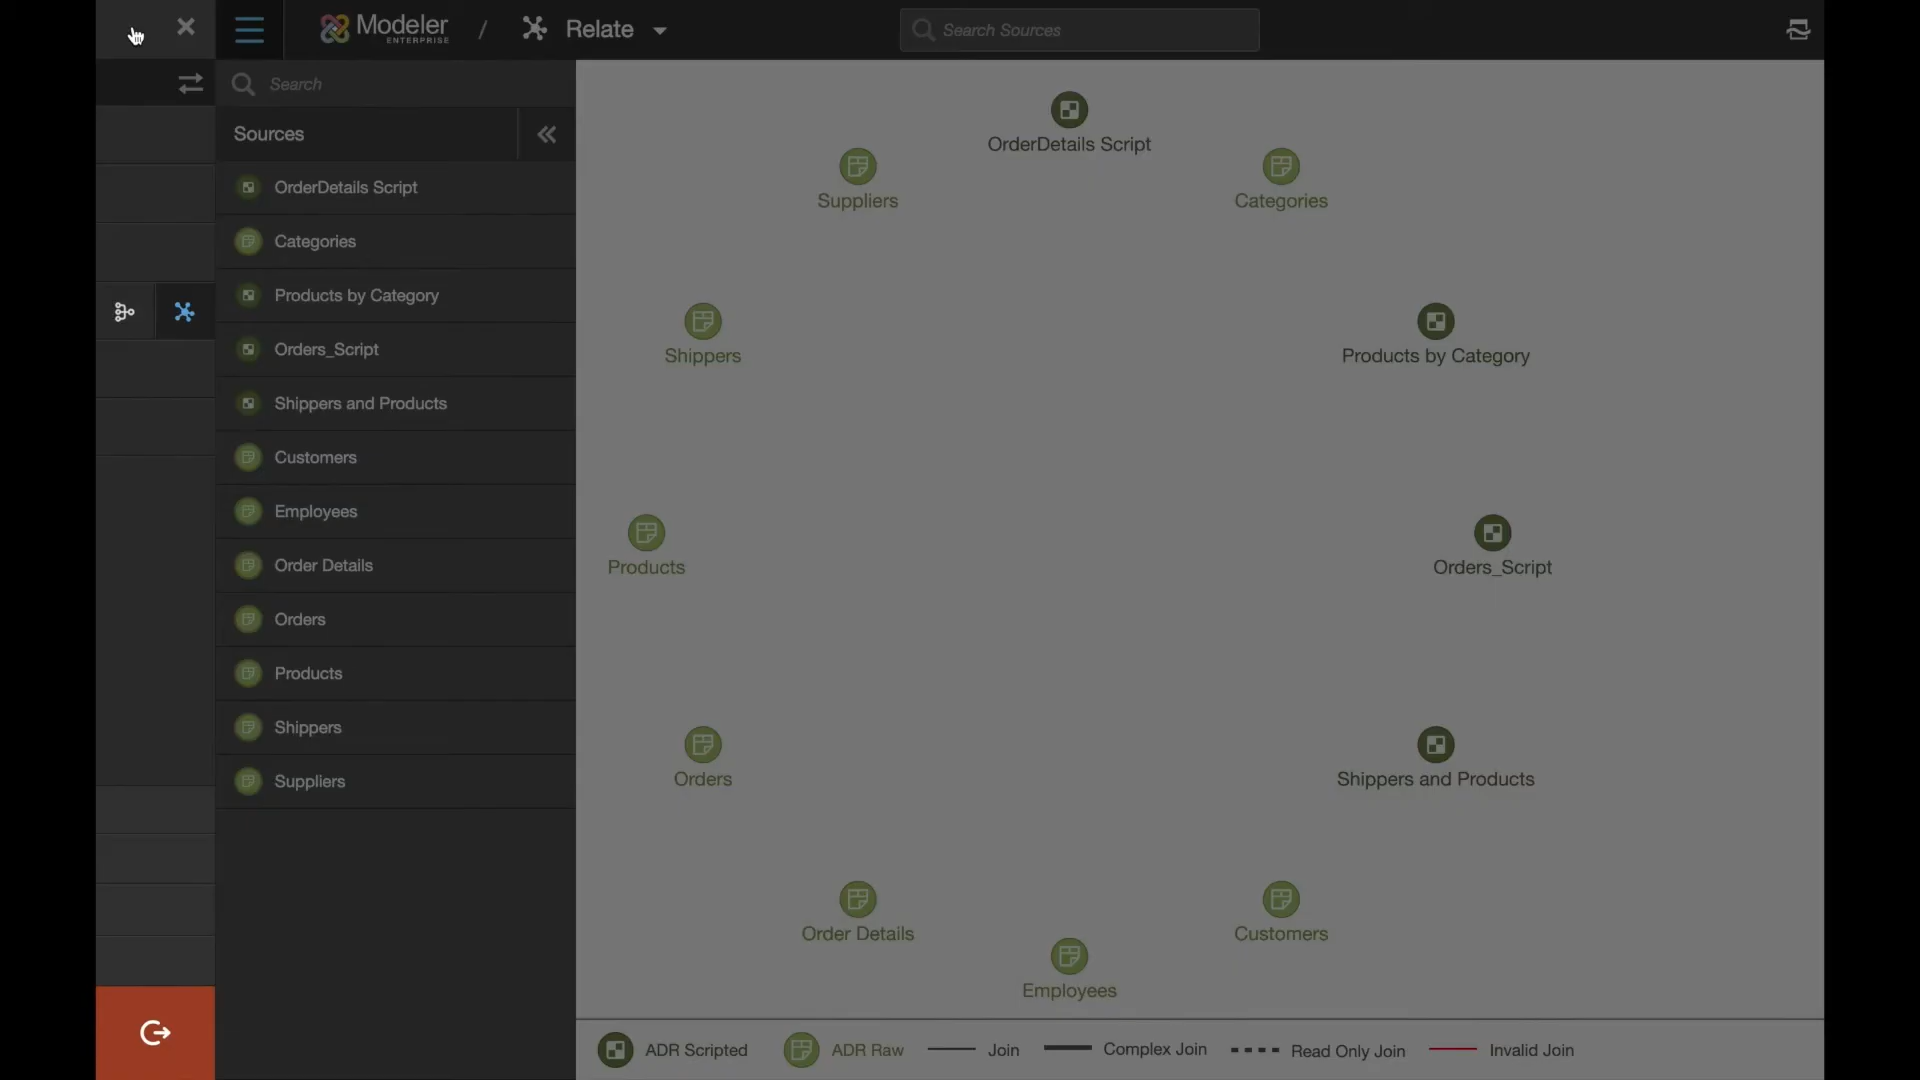 Modeler
ENTERPRISE
/
Relate
Search Sources
Search
Sources
OrderDetails Script
Categories
Products by Category
Orders_Script
Shippers and Products
Customers
Employees
Order Details
Orders
Products
Shippers
Suppliers
OrderDetails Script
Suppliers
Categories
Shippers
Products by Category
Products
Orders_Script
Orders
Shippers and Products
Order Details
Customers
Employees
ADR Scripted
ADR Raw
Join
Complex Join
Read Only Join
Invalid Join